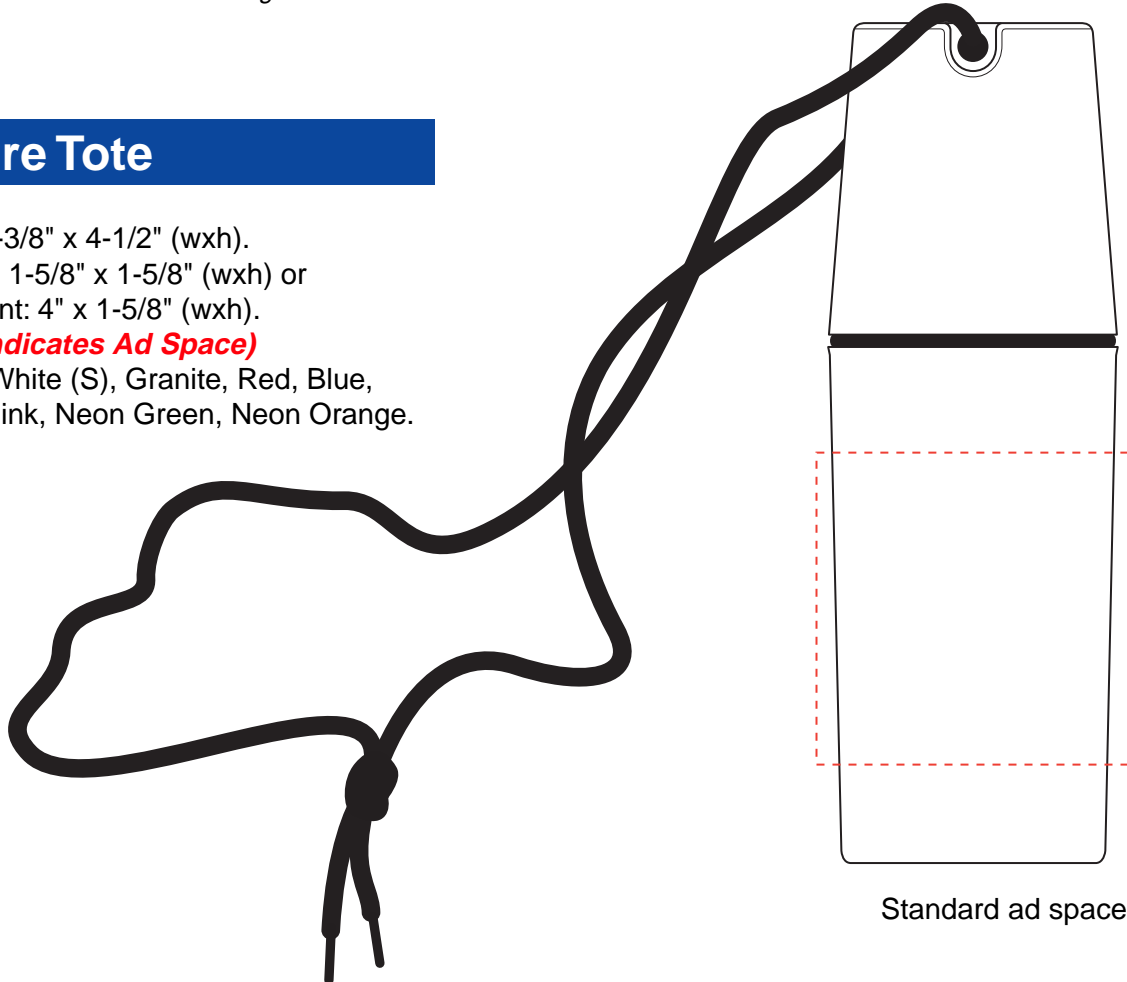 re Tote
-3/8" x 4-1/2" (wxh).
1-5/8" x 1-5/8" (wxh) or
nt: 4" x 1-5/8" (wxh).
ndicates Ad Space)
White (S), Granite, Red, Blue,
ink, Neon Green, Neon Orange.
Standard ad space